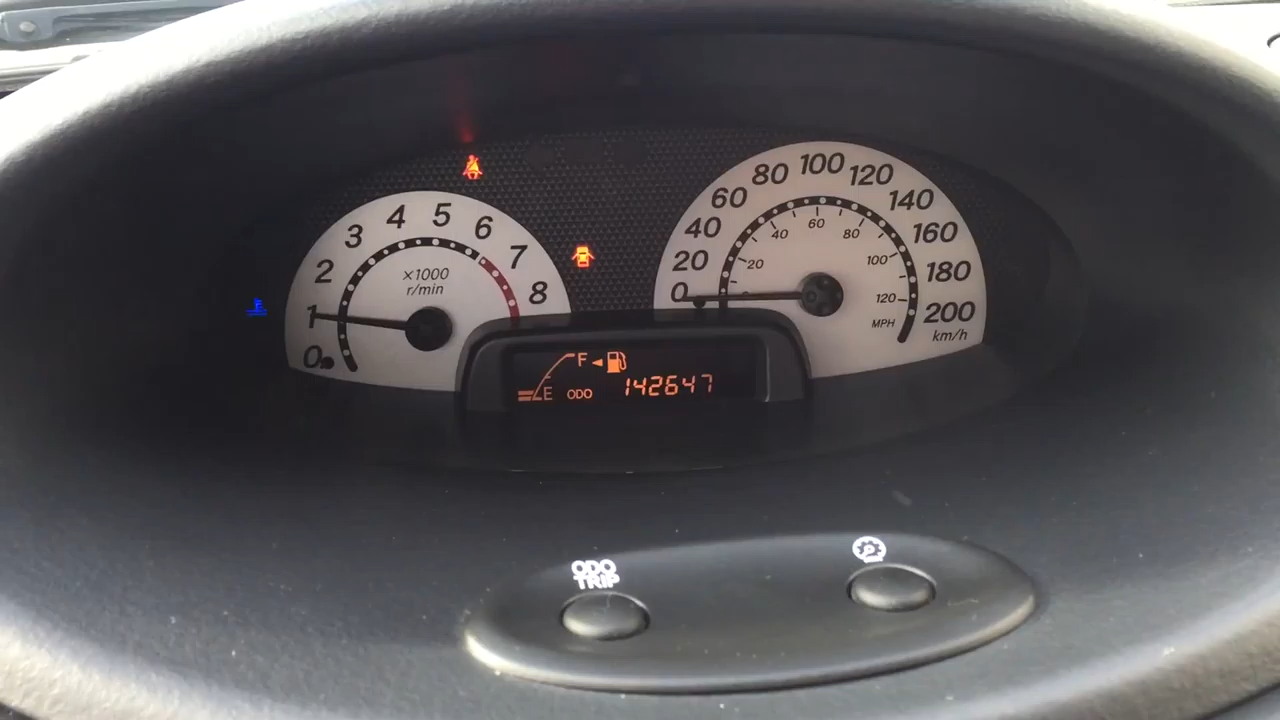 0 1 2 3 4 5 6 7 8
×1000
r/min
0 20 40 60 80 100 120 140 160 180 200
km/h
20 40 60 80 100 120
MPH
F
E ODO 142647
ODO
TRIP